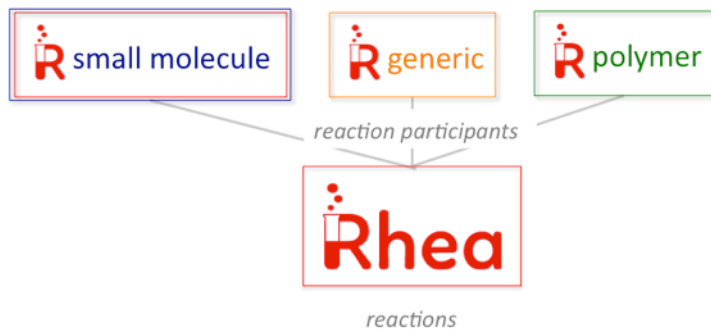 R small molecule
R generic
R polymer
reaction participants
Rhea
reactions